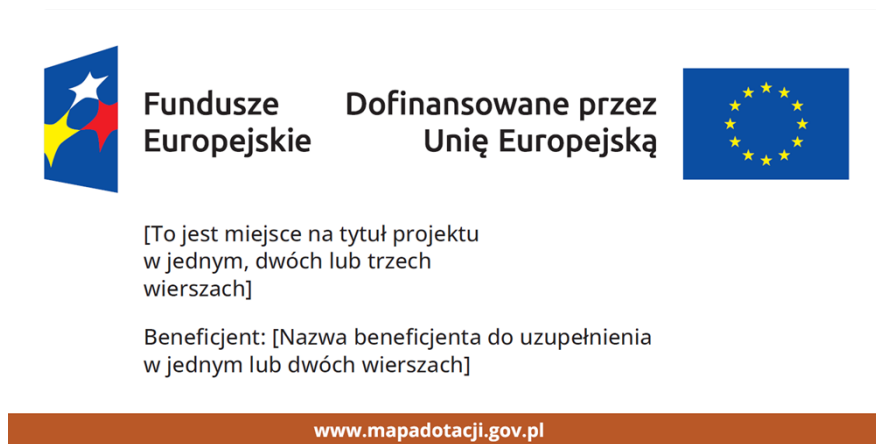 Fundusze
Europejskie
Dofinansowane przez
Unię Europejską
[To jest miejsce na tytuł projektu
w jednym, dwóch lub trzech
wierszach]
Beneficjent: [Nazwa beneficjenta do uzupełnienia
w jednym lub dwóch wierszach]
www.mapadotacji.gov.pl